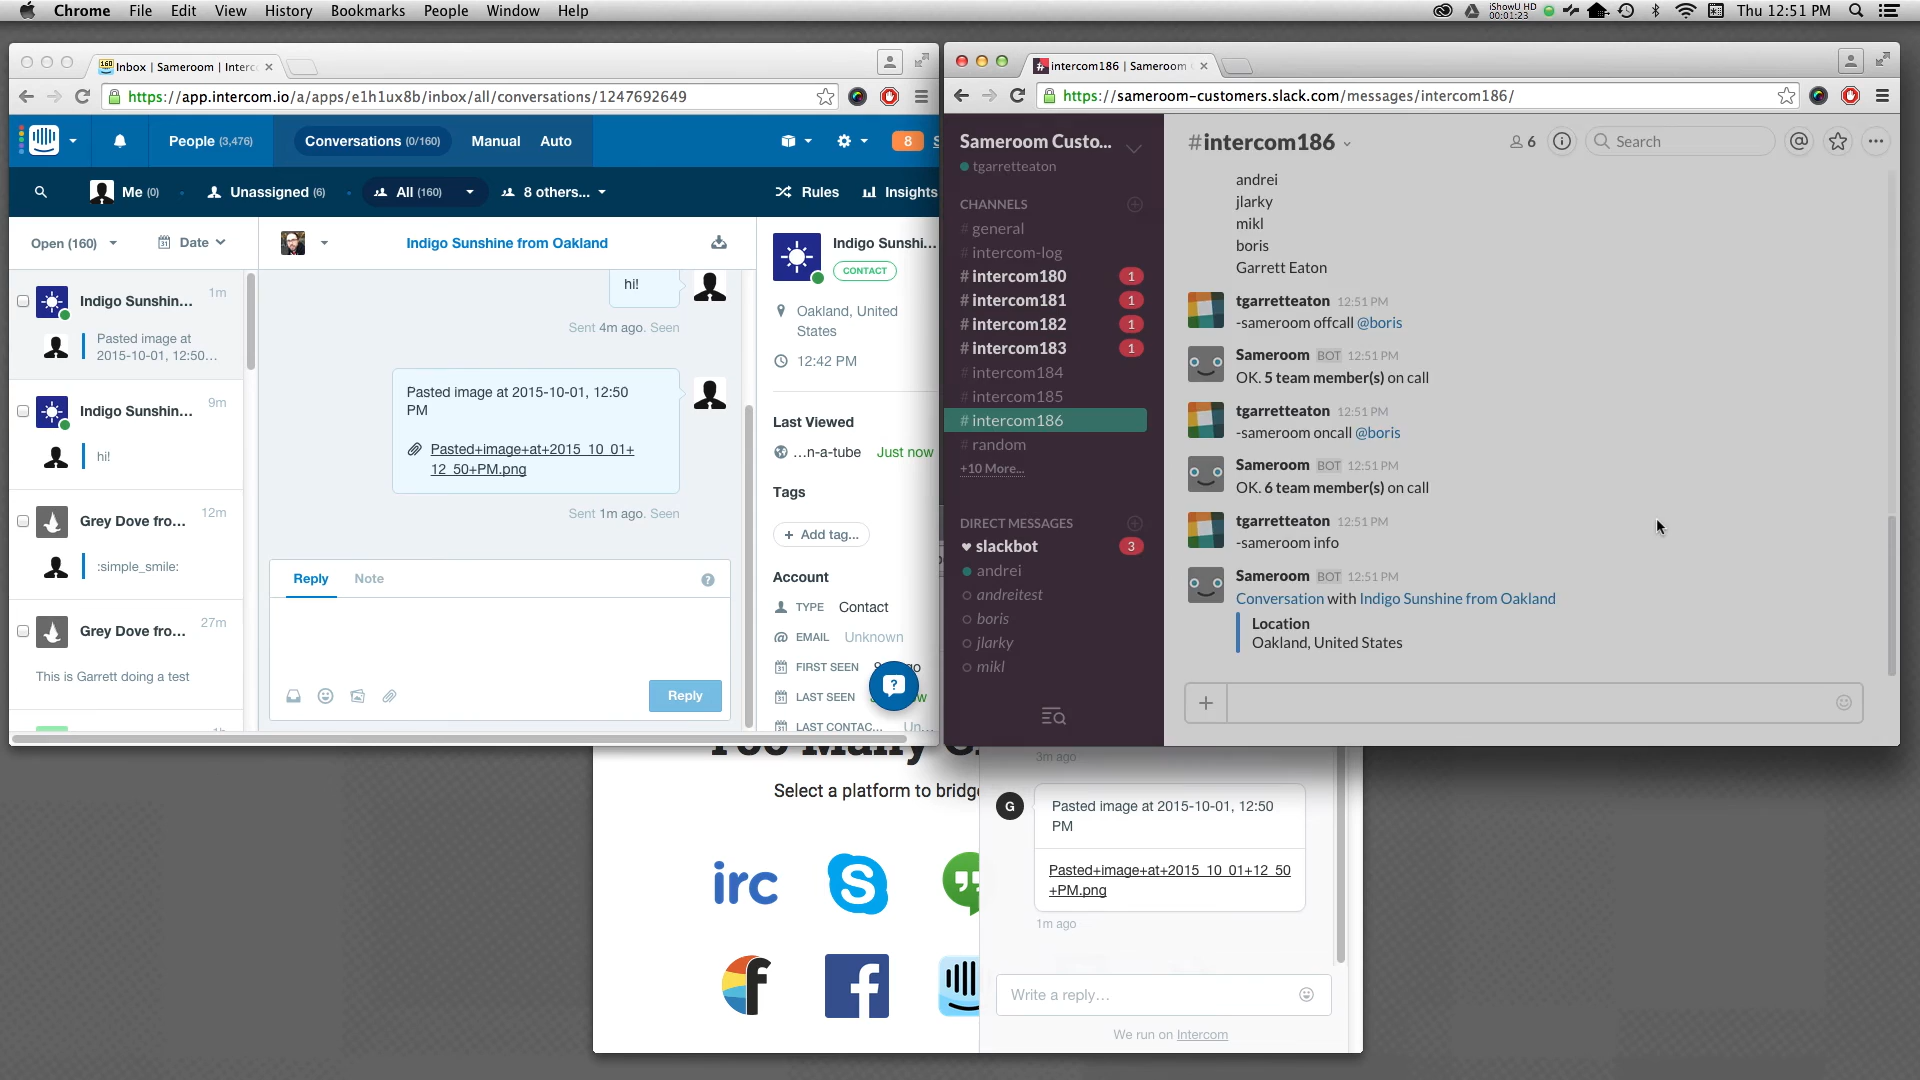 Chrome File Edit View History Bookmarks People Window Help
iShowU HD
00:01:23
Thu 12:51 PM
160
Inbox | Sameroom | Interc
https://app.intercom.io/a/apps/e1h1ux8b/inbox/all/conversations/1247692649
People (3,476)
Conversations (0/160)
Manual
Auto
8
Me (0)
Unassigned (6)
All (160)
8 others...
Rules
Insights
Open (160)
Date
Indigo Sunshine from Oakland
Indigo Sunshin...
1m
Pasted image at
2015-10-01, 12:50...
Indigo Sunshin...
9m
hi!
Grey Dove fro...
12m
:simple_smile:
Grey Dove fro...
27m
This is Garrett doing a test
hi!
Sent 4m ago. Seen
Pasted image at 2015-10-01, 12:50
PM
Pasted+image+at+2015_10_01+
12_50+PM.png
Sent 1m ago. Seen
Reply
Note
?
Reply
Indigo Sunshi...
CONTACT
Oakland, United
States
12:42 PM
Last Viewed
...n-a-tube
Just now
Tags
+ Add tag...
Account
TYPE Contact
EMAIL Unknown
FIRST SEEN
LAST SEEN
LAST CONTAC...
Un...
intercom186 | Sameroom
https://sameroom-customers.slack.com/messages/intercom186/
Sameroom Custo...
tgarretteaton
CHANNELS
# general
# intercom-log
# intercom180 1
# intercom181 1
# intercom182 1
# intercom183 1
# intercom184
# intercom185
# intercom186
# random
+10 More...
DIRECT MESSAGES
slackbot 3
andrei
andreitest
boris
jlarky
mikl
#intercom186
6
Search
andrei
jlarky
mikl
boris
Garrett Eaton
tgarretteaton 12:51 PM
-sameroom offcall @boris
Sameroom BOT 12:51 PM
OK. 5 team member(s) on call
tgarretteaton 12:51 PM
-sameroom oncall @boris
Sameroom BOT 12:51 PM
OK. 6 team member(s) on call
tgarretteaton 12:51 PM
-sameroom info
Sameroom BOT 12:51 PM
Conversation with Indigo Sunshine from Oakland
Location
Oakland, United States
Too Many
Select a platform to bridge
irc
3m ago
G
Pasted image at 2015-10-01, 12:50
PM
Pasted+image+at+2015_10_01+12_50
+PM.png
1m ago
Write a reply...
We run on Intercom